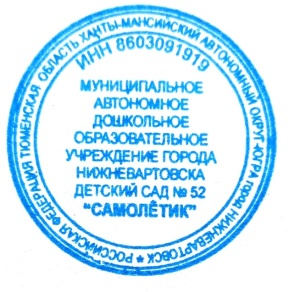 РОССИЙСКАЯ ФЕДЕРАЦИЯ ТЮМЕНСКАЯ ОБЛАСТЬ ХАНТЫ-МАНСИЙСКИЙ АВТОНОМНЫЙ ОКРУГ-ЮГРА ГОРОД НИЖНЕВАРТОВСК *
ИНН 8603091919
МУНИЦИПАЛЬНОЕ
АВТОНОМНОЕ
ДОШКОЛЬНОЕ
ОБРАЗОВАТЕЛЬНОЕ
УЧРЕЖДЕНИЕ ГОРОДА
НИЖНЕВАРТОВСКА
ДЕТСКИЙ САД № 52
"САМОЛЁТИК"